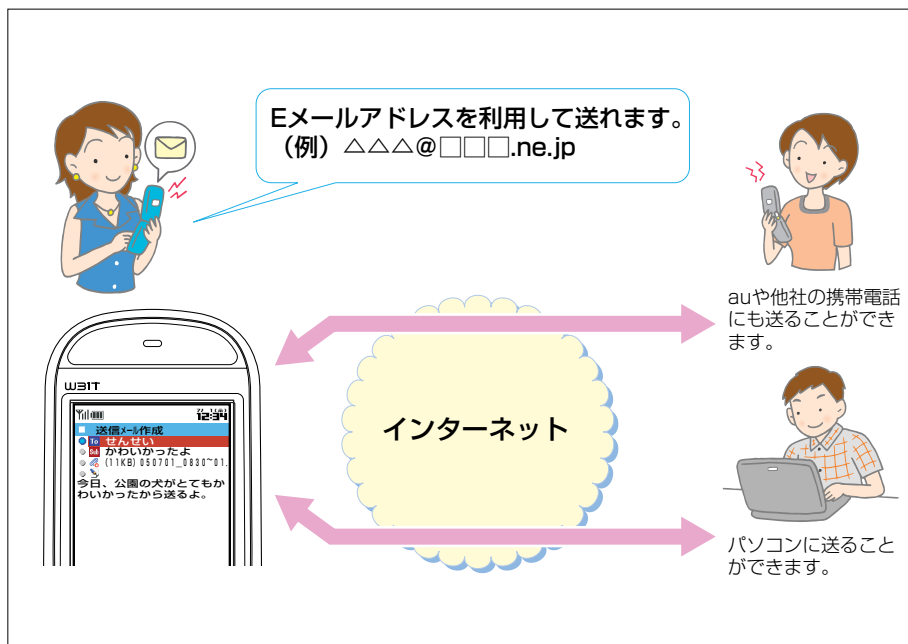 Eメールアドレスを利用して送れます。
（例）△△△@□□□.ne.jp
auや他社の携帯電話
にも送ることができ
ます。
W31T
12:34
送信メール作成
To せんせい
Sub かわいかったよ
(11KB) 050701_0830~01.
今日、公園の犬がとてもか
わいかったから送るよ。
インターネット
パソコンに送ること
ができます。